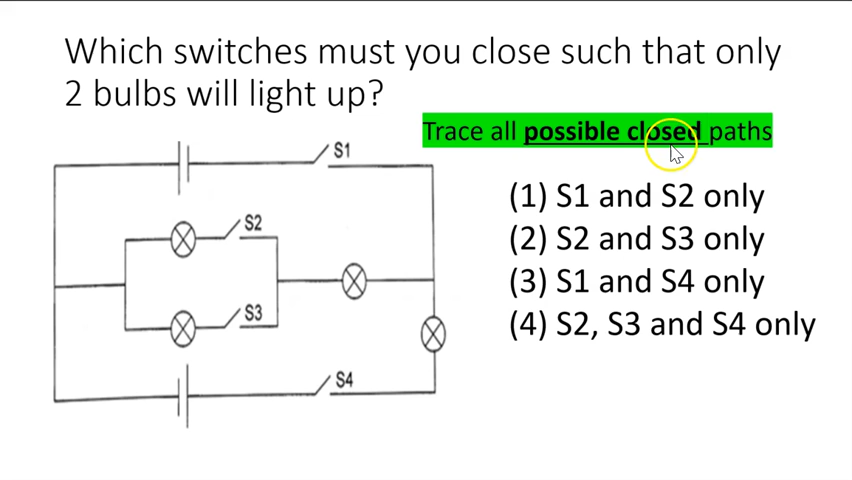 Which switches must you close such that only
2 bulbs will light up?
Trace all possible closed paths
S1
(1) S1 and S2 only
S2
(2) S2 and S3 only
(3) S1 and S4 only
S3
(4) S2, S3 and S4 only
S4